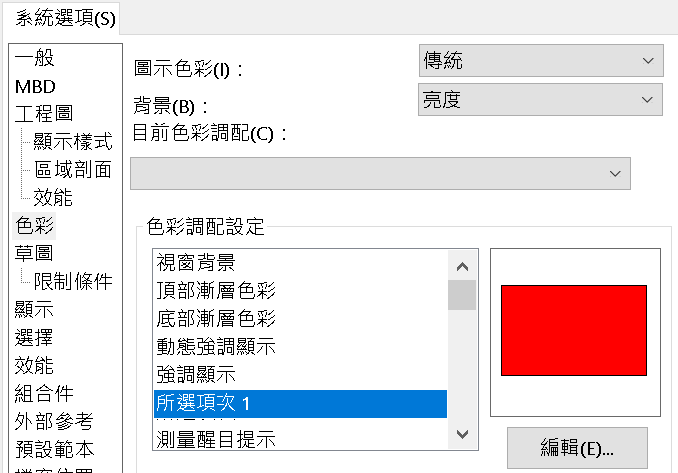 系統選項(S)
一般
MBD
工程圖
顯示樣式
區域剖面
效能
色彩
草圖
限制條件
顯示
選擇
效能
組合件
外部參考
預設範本
圖示色彩(I)：
傳統
背景(B)：
亮度
目前色彩調配(C)：
色彩調配設定
視窗背景
頂部漸層色彩
底部漸層色彩
動態強調顯示
強調顯示
所選項次 1
測量醒目提示
編輯(E)...